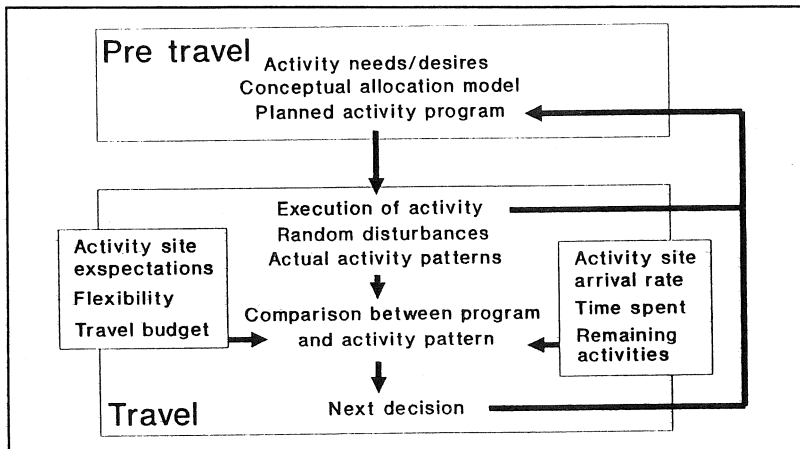 Pre travel
Activity needs/desires
Conceptual allocation model
Planned activity program
Execution of activity
Random disturbances
Actual activity patterns
Activity site
exspectations
Flexibility
Travel budget
Activity site
arrival rate
Time spent
Remaining
activities
Comparison between program
and activity pattern
Next decision
Travel